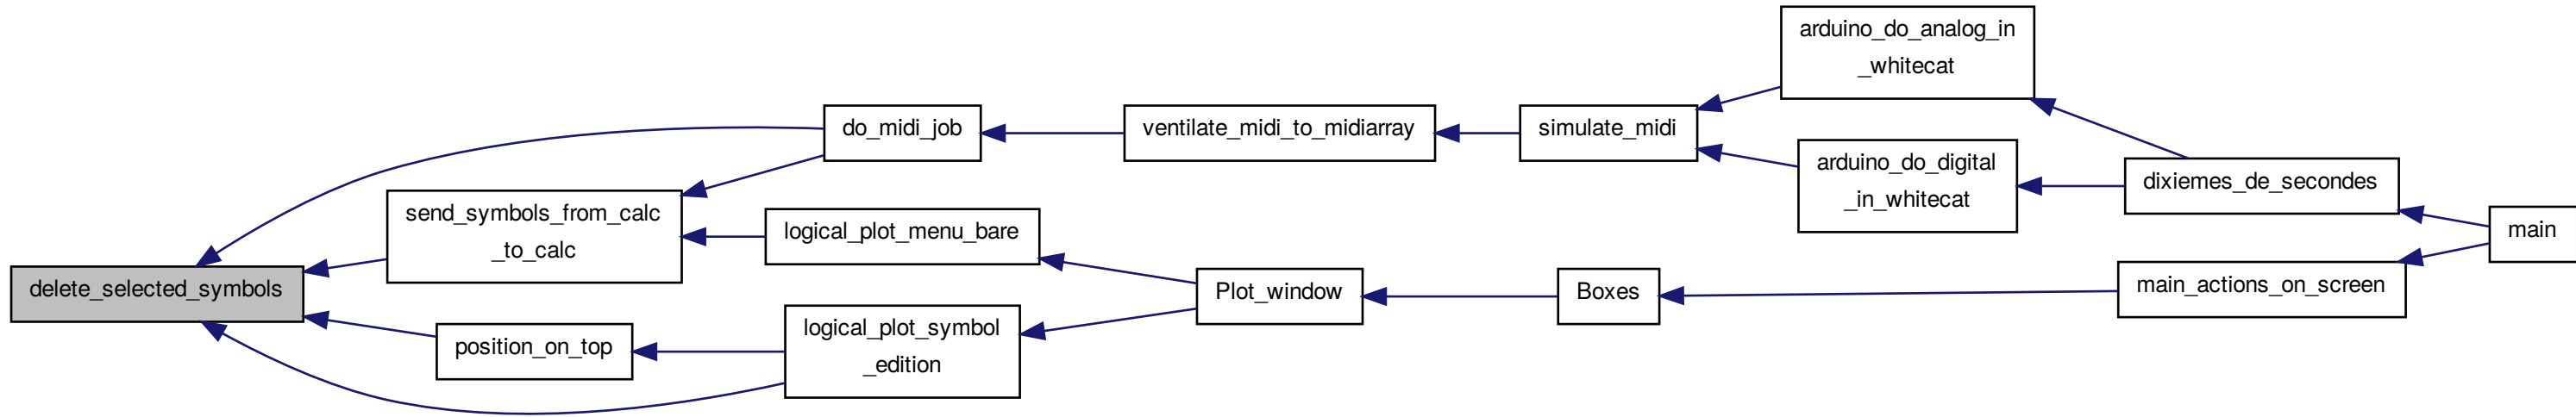 delete_selected_symbols
do_midi_job
send_symbols_from_calc
_to_calc
position_on_top
logical_plot_menu_bare
logical_plot_symbol
_edition
ventilate_midi_to_midiarray
Plot_window
simulate_midi
Boxes
arduino_do_analog_in
_whitecat
arduino_do_digital
_in_whitecat
dixiemes_de_secondes
main_actions_on_screen
main